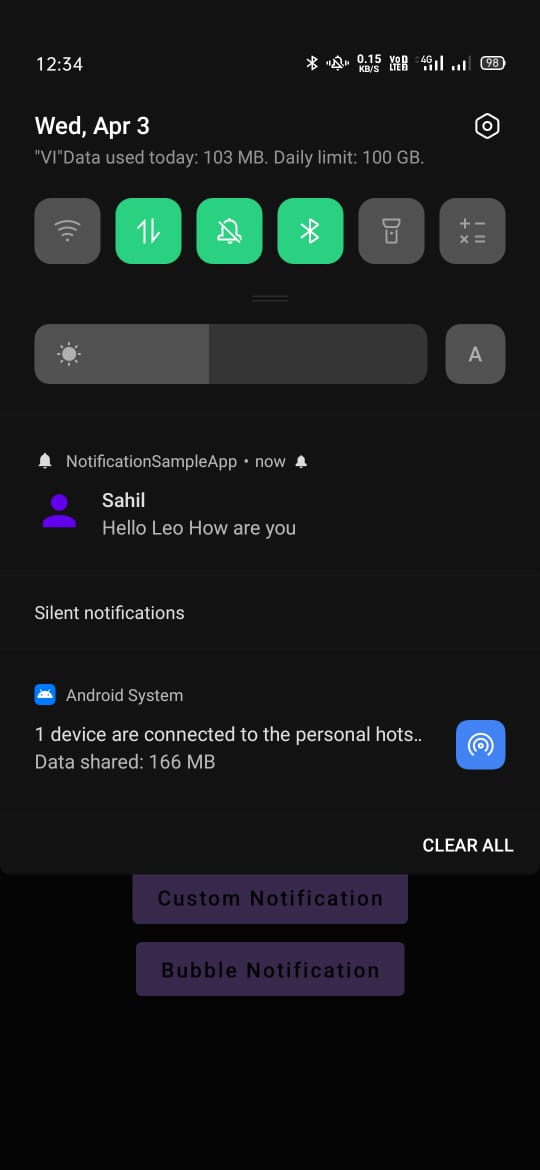 12:34
0.15 KB/S
VoD LTE2
4G
98
Wed, Apr 3
"VI"Data used today: 103 MB. Daily limit: 100 GB.
A
NotificationSampleApp • now
Sahil
Hello Leo How are you
Silent notifications
Android System
1 device are connected to the personal hots..
Data shared: 166 MB
CLEAR ALL
Custom Notification
Bubble Notification